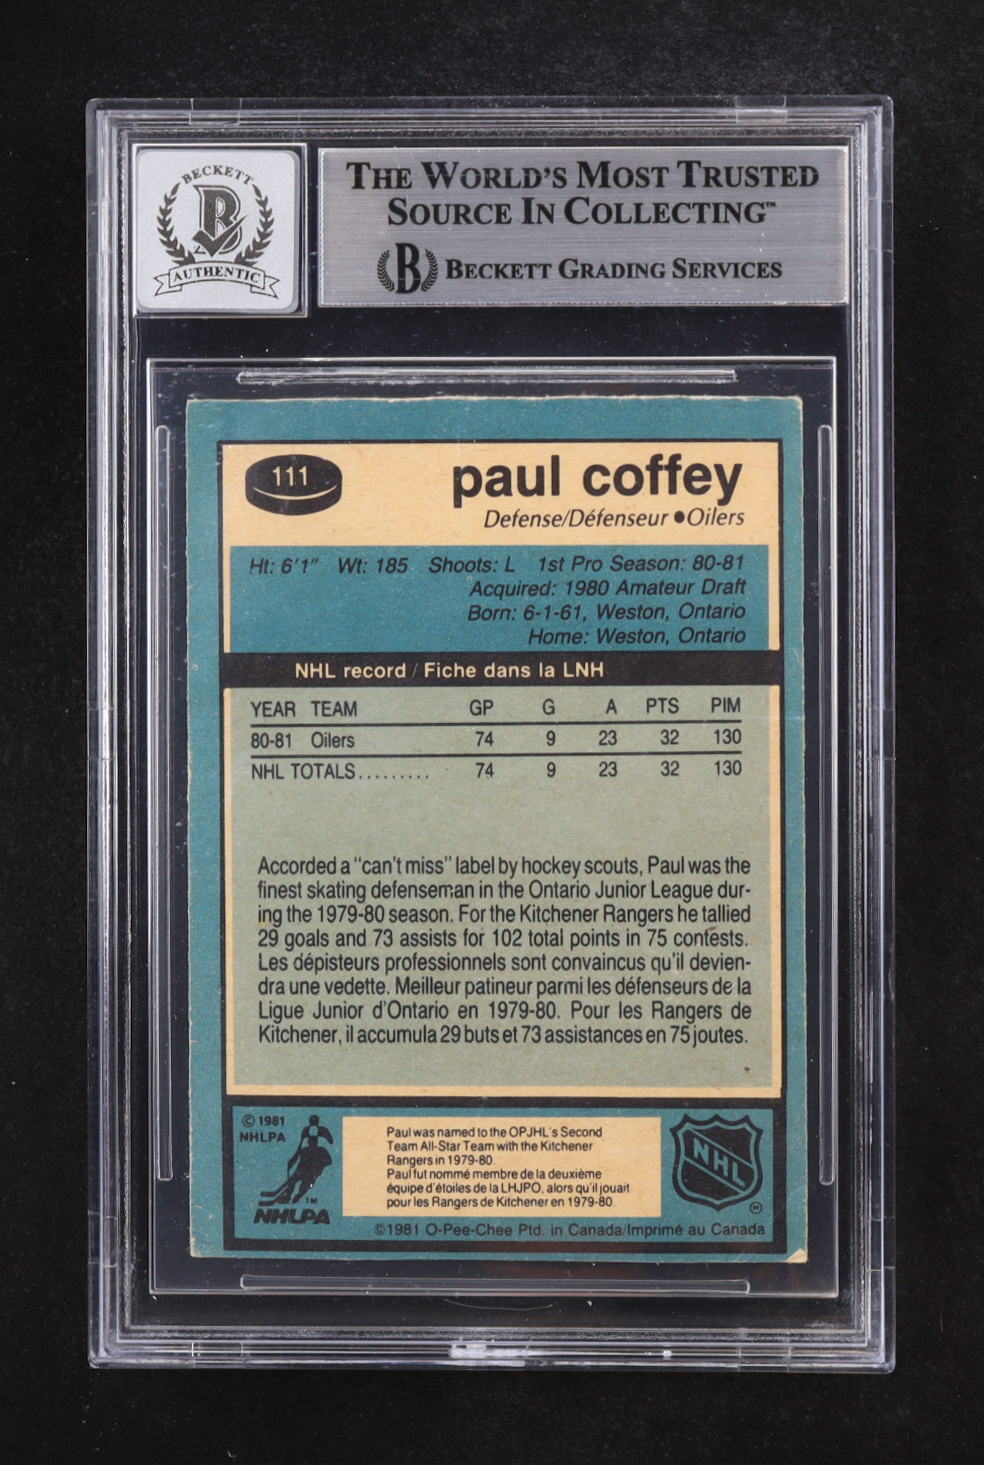 BECKETT
B
AUTHENTIC
THE WORLD'S MOST TRUSTED
SOURCE IN COLLECTING™
B BECKETT GRADING SERVICES
111
paul coffey
Defense/Défenseur •Oilers
Ht: 6'1" Wt: 185 Shoots: L 1st Pro Season: 80-81
Acquired: 1980 Amateur Draft
Born: 6-1-61, Weston, Ontario
Home: Weston, Ontario
NHL record / Fiche dans la LNH
YEAR TEAM GP G A PTS PIM
80-81 Oilers 74 9 23 32 130
NHL TOTALS......... 74 9 23 32 130
Accorded a "can't miss" label by hockey scouts, Paul was the
finest skating defenseman in the Ontario Junior League dur-
ing the 1979-80 season. For the Kitchener Rangers he tallied
29 goals and 73 assists for 102 total points in 75 contests.
Les dépisteurs professionnels sont convaincus qu'il devien-
dra une vedette. Meilleur patineur parmi les défenseurs de la
Ligue Junior d'Ontario en 1979-80. Pour les Rangers de
Kitchener, il accumula 29 buts et 73 assistances en 75 joutes.
© 1981
NHLPA
TM
NHLPA
Paul was named to the OPJHL's Second
Team All-Star Team with the Kitchener
Rangers in 1979-80.
Paul fut nommé membre de la deuxième
équipe d'étoiles de la LHJPO, alors qu'il jouait
pour les Rangers de Kitchener en 1979-80
NHL
©1981 O-Pee-Chee Ptd. in Canada/Imprimé au Canada